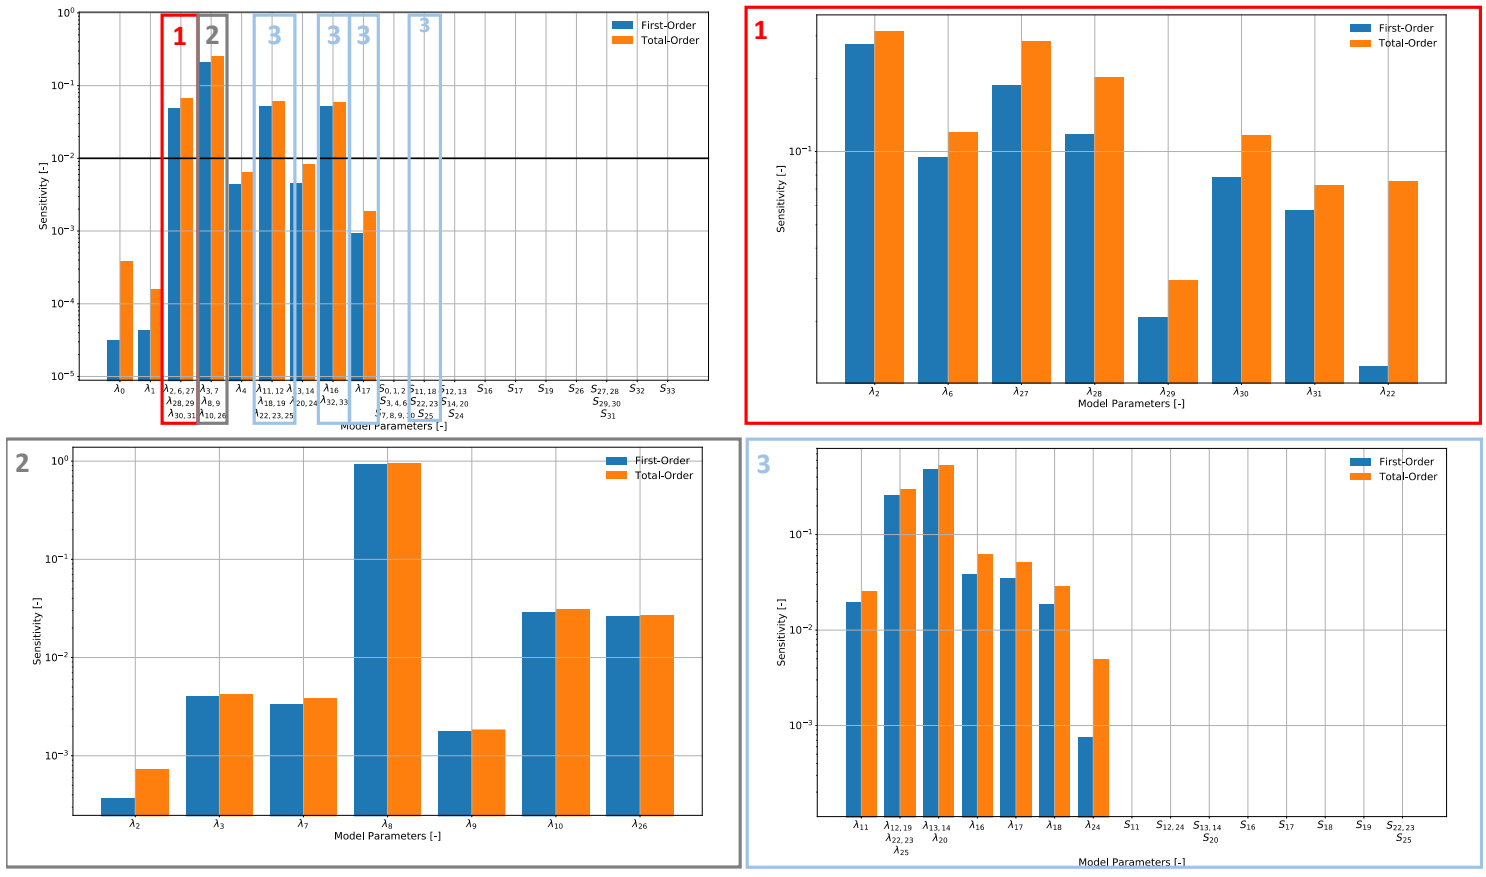 10⁰
10⁻¹
10⁻²
10⁻³
10⁻⁴
10⁻⁵
Sensitivity [-]
1
2
3
3
3
3
First-Order
Total-Order
λ₀ λ₁ λ₂, ₆, ₂₇ λ₃, ₇ λ₄ λ₁₁, ₁₂ λ₁₃, ₁₄ λ₁₆ λ₁₇ S₀, ₁, ₂ S₁₁, ₁₈ S₁₂, ₁₃ S₁₆ S₁₇ S₁₉ S₂₆ S₂₇, ₂₈ S₃₂ S₃₃
λ₂₈, ₂₉ λ₈, ₉ λ₁₈, ₁₉ λ₂₀, ₂₄ λ₃₂, ₃₃ S₃, ₄, ₆ S₂₂, ₂₃ S₁₄, ₂₀ S₂₉, ₃₀
λ₃₀, ₃₁ λ₁₀, ₂₆ λ₂₂, ₂₃, ₂₅ S₇, ₈, ₉, ₁₀ S₂₅ S₂₄ S₃₁
Model Parameters [-]
1
First-Order
Total-Order
10⁻¹
Sensitivity [-]
λ₂ λ₆ λ₂₇ λ₂₈ λ₂₉ λ₃₀ λ₃₁ λ₂₂
Model Parameters [-]
2
10⁰
10⁻¹
10⁻²
10⁻³
Sensitivity [-]
First-Order
Total-Order
λ₂ λ₃ λ₇ λ₈ λ₉ λ₁₀ λ₂₆
Model Parameters [-]
3
10⁻¹
10⁻²
10⁻³
Sensitivity [-]
First-Order
Total-Order
λ₁₁ λ₁₂, ₁₉ λ₁₃, ₁₄ λ₁₆ λ₁₇ λ₁₈ λ₂₄ S₁₁ S₁₂, ₂₄ S₁₃, ₁₄ S₁₆ S₁₇ S₁₈ S₁₉ S₂₂, ₂₃
λ₂₂, ₂₃ λ₂₀ S₂₀ S₂₅
λ₂₅
Model Parameters [-]